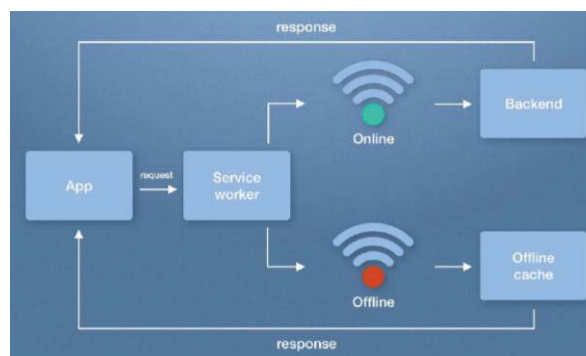 response
Backend
Online
App
request
Service
worker
Offline
cache
Offline
response